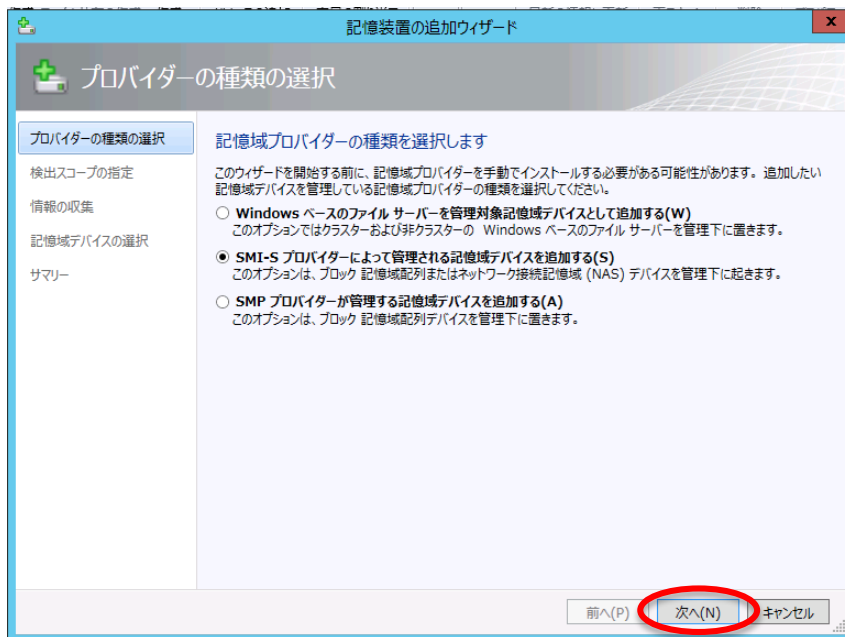 記憶装置の追加ウィザード
x
プロバイダーの種類の選択
プロバイダーの種類の選択
検出スコープの指定
情報の収集
記憶域デバイスの選択
サマリー
記憶域プロバイダーの種類を選択します
このウィザードを開始する前に、記憶域プロバイダーを手動でインストールする必要がある可能性があります。追加したい
記憶域デバイスを管理している記憶域プロバイダーの種類を選択してください。
Windows ベースのファイル サーバーを管理対象記憶域デバイスとして追加する(W)
このオプションではクラスターおよび非クラスターの Windows ベースのファイル サーバーを管理下に置きます。
SMI-S プロバイダーによって管理される記憶域デバイスを追加する(S)
このオプションは、ブロック 記憶域配列またはネットワーク接続記憶域 (NAS) デバイスを管理下に起きます。
SMP プロバイダーが管理する記憶域デバイスを追加する(A)
このオプションは、ブロック 記憶域配列デバイスを管理下に置きます。
前へ(P)
次へ(N)
キャンセル